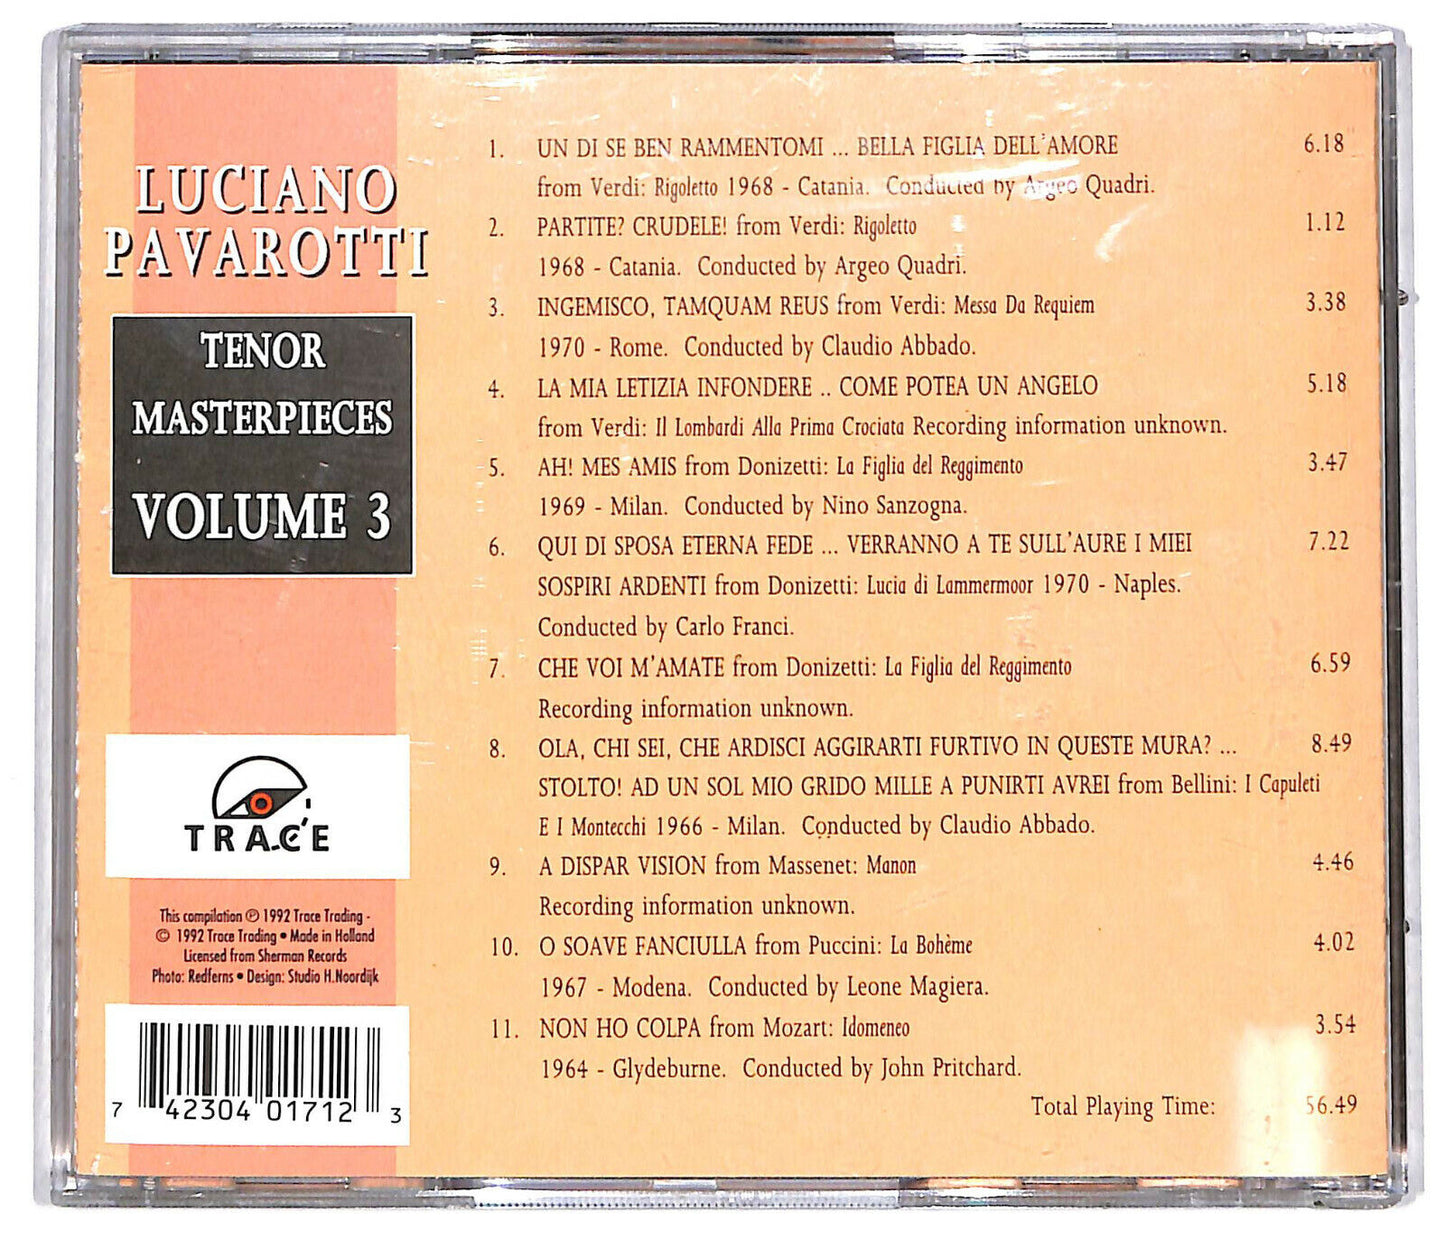 LUCIANO
PAVAROTTI
TENOR
MASTERPIECES
VOLUME 3
TRACE
This compilation ℗ 1992 Trace Trading -
© 1992 Trace Trading • Made in Holland
Licensed from Sherman Records
Photo: Redferns • Design: Studio H.Noordijk
7 42304 01712 3
1. UN DI SE BEN RAMMENTOMI ... BELLA FIGLIA DELL'AMORE 6.18
from Verdi: Rigoletto 1968 - Catania. Conducted by Argeo Quadri.
2. PARTITE? CRUDELE! from Verdi: Rigoletto 1.12
1968 - Catania. Conducted by Argeo Quadri.
3. INGEMISCO, TAMQUAM REUS from Verdi: Messa Da Requiem 3.38
1970 - Rome. Conducted by Claudio Abbado.
4. LA MIA LETIZIA INFONDERE .. COME POTEA UN ANGELO 5.18
from Verdi: Il Lombardi Alla Prima Crociata Recording information unknown.
5. AH! MES AMIS from Donizetti: La Figlia del Reggimento 3.47
1969 - Milan. Conducted by Nino Sanzogna.
6. QUI DI SPOSA ETERNA FEDE ... VERRANNO A TE SULL'AURE I MIEI 7.22
SOSPIRI ARDENTI from Donizetti: Lucia di Lammermoor 1970 - Naples.
Conducted by Carlo Franci.
7. CHE VOI M'AMATE from Donizetti: La Figlia del Reggimento 6.59
Recording information unknown.
8. OLA, CHI SEI, CHE ARDISCI AGGIRARTI FURTIVO IN QUESTE MURA? ... 8.49
STOLTO! AD UN SOL MIO GRIDO MILLE A PUNIRTI AVREI from Bellini: I Capuleti
E I Montecchi 1966 - Milan. Conducted by Claudio Abbado.
9. A DISPAR VISION from Massenet: Manon 4.46
Recording information unknown.
10. O SOAVE FANCIULLA from Puccini: La Bohème 4.02
1967 - Modena. Conducted by Leone Magiera.
11. NON HO COLPA from Mozart: Idomeneo 3.54
1964 - Glydeburne. Conducted by John Pritchard.
Total Playing Time: 56.49